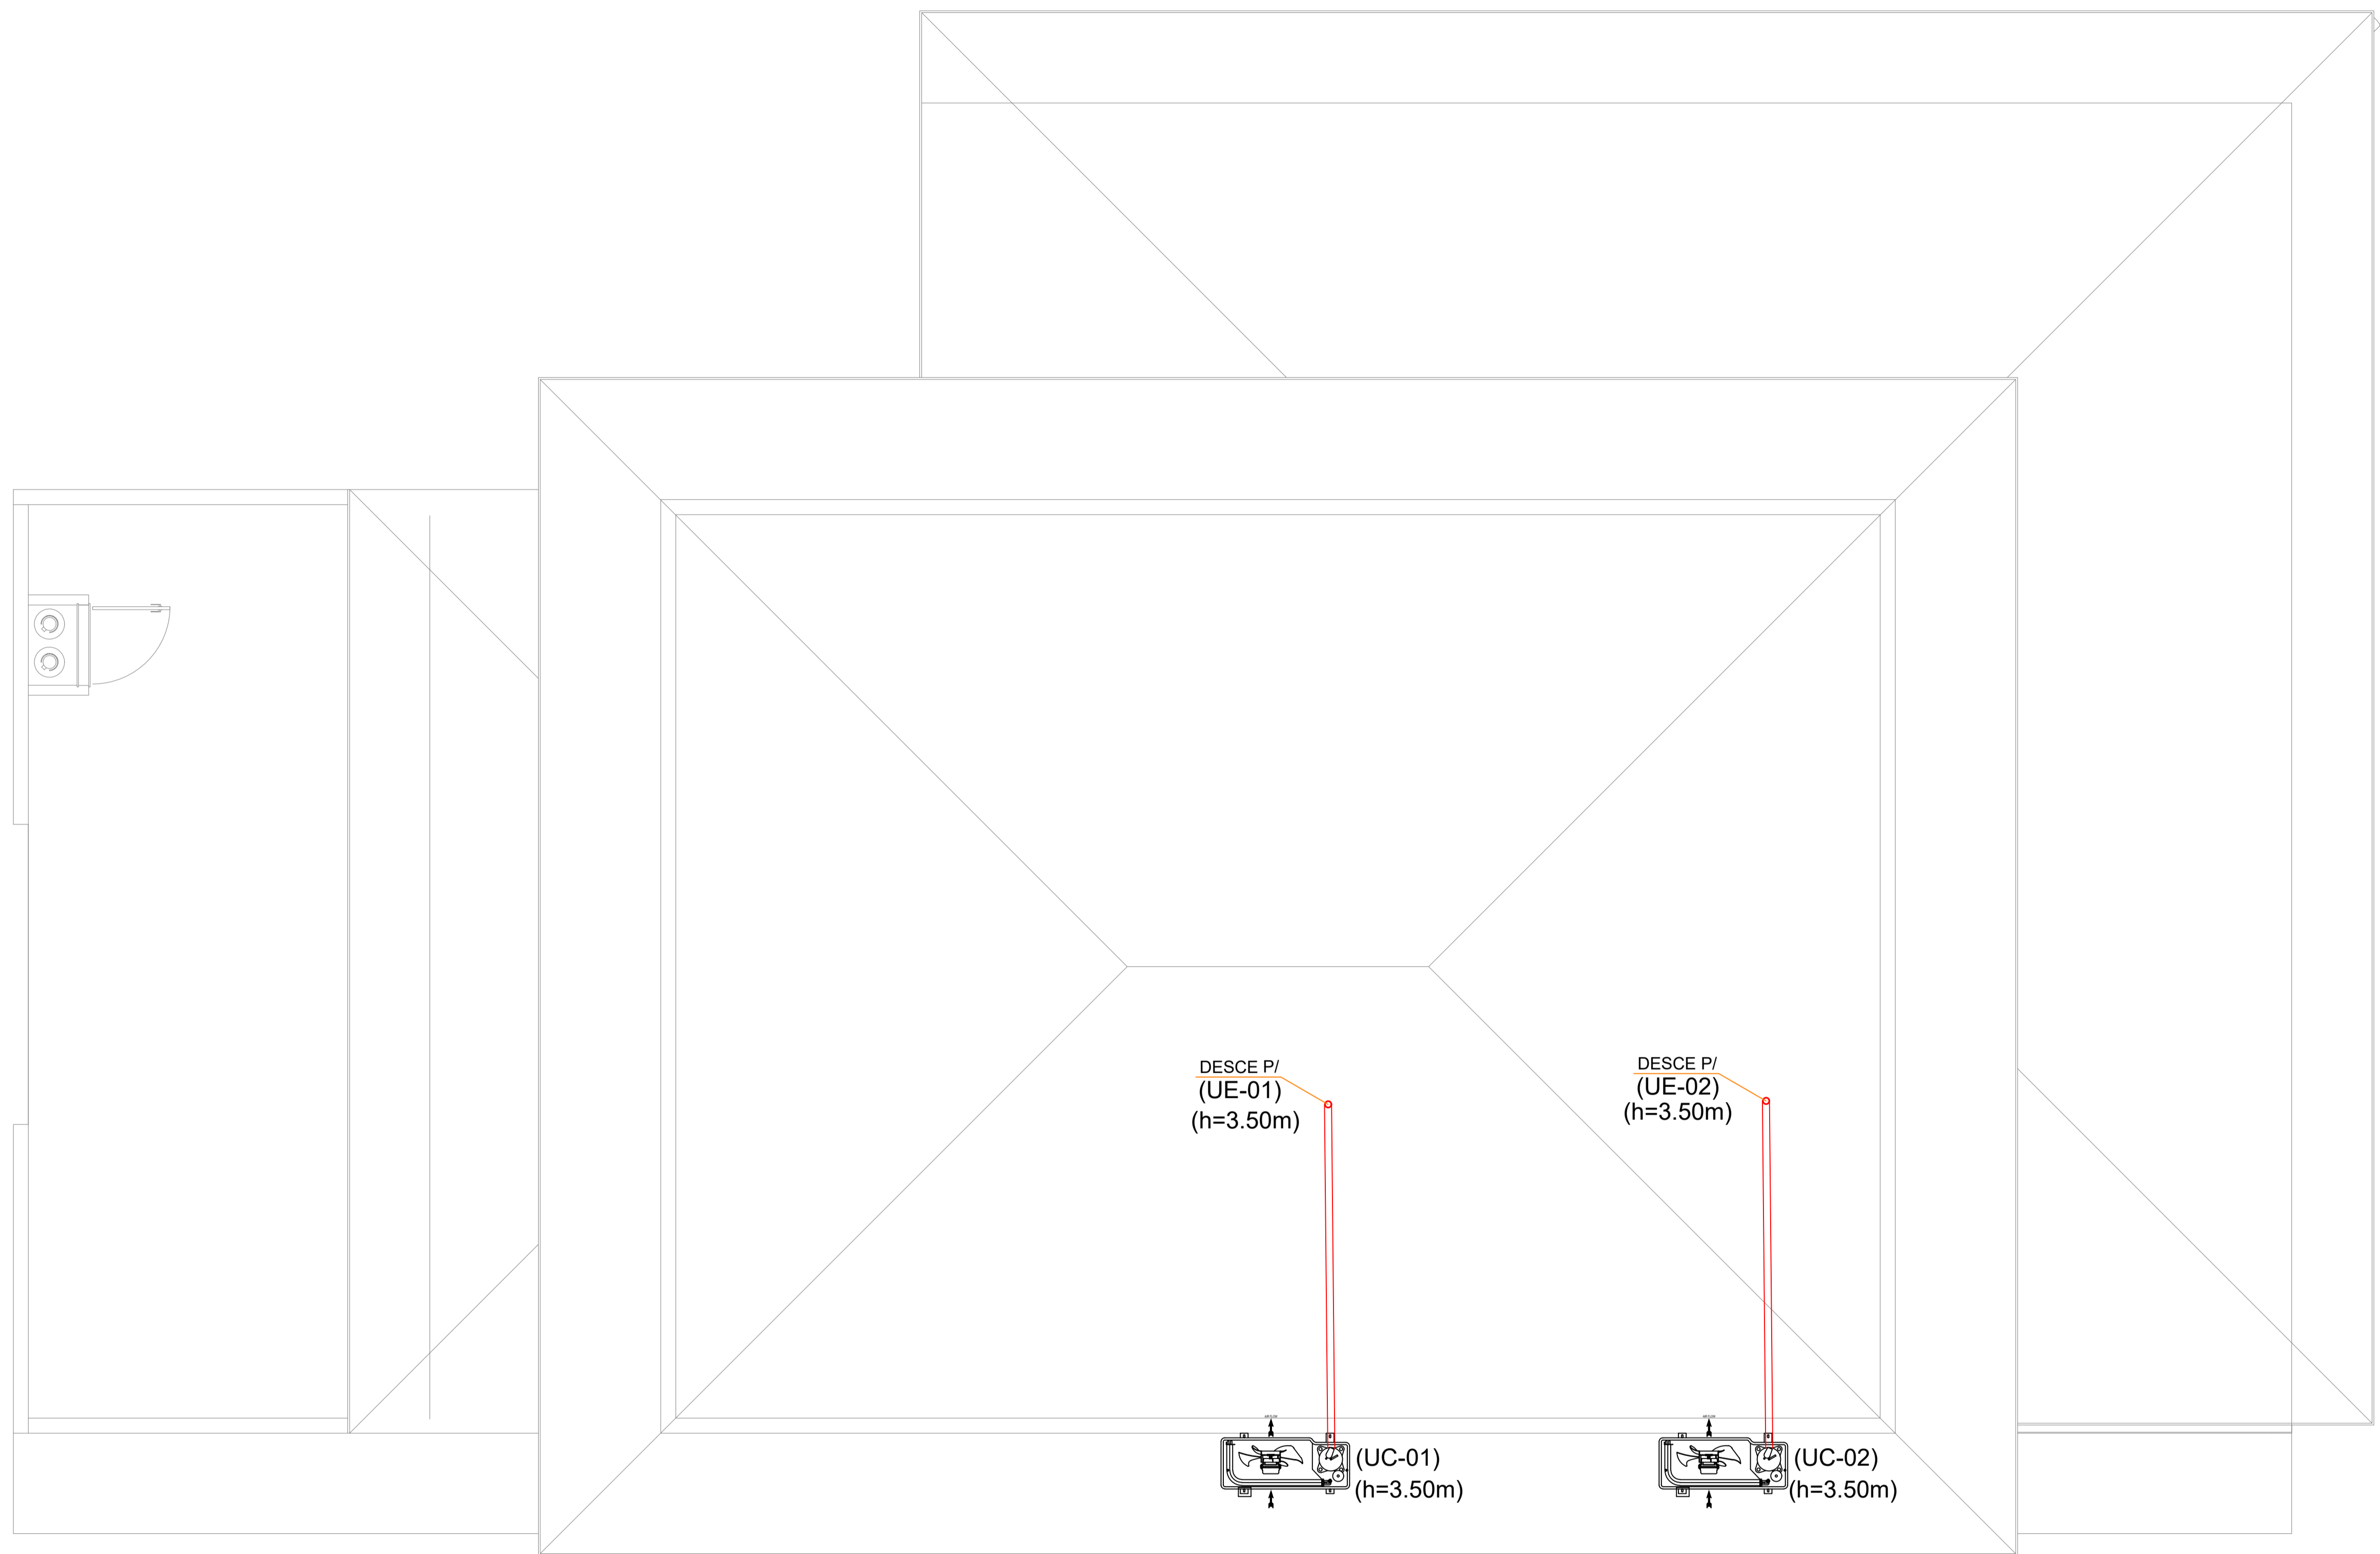 DESCE P/
(UE-01)
(h=3.50m)
DESCE P/
(UE-02)
(h=3.50m)
(UC-01)
(h=3.50m)
(UC-02)
(h=3.50m)